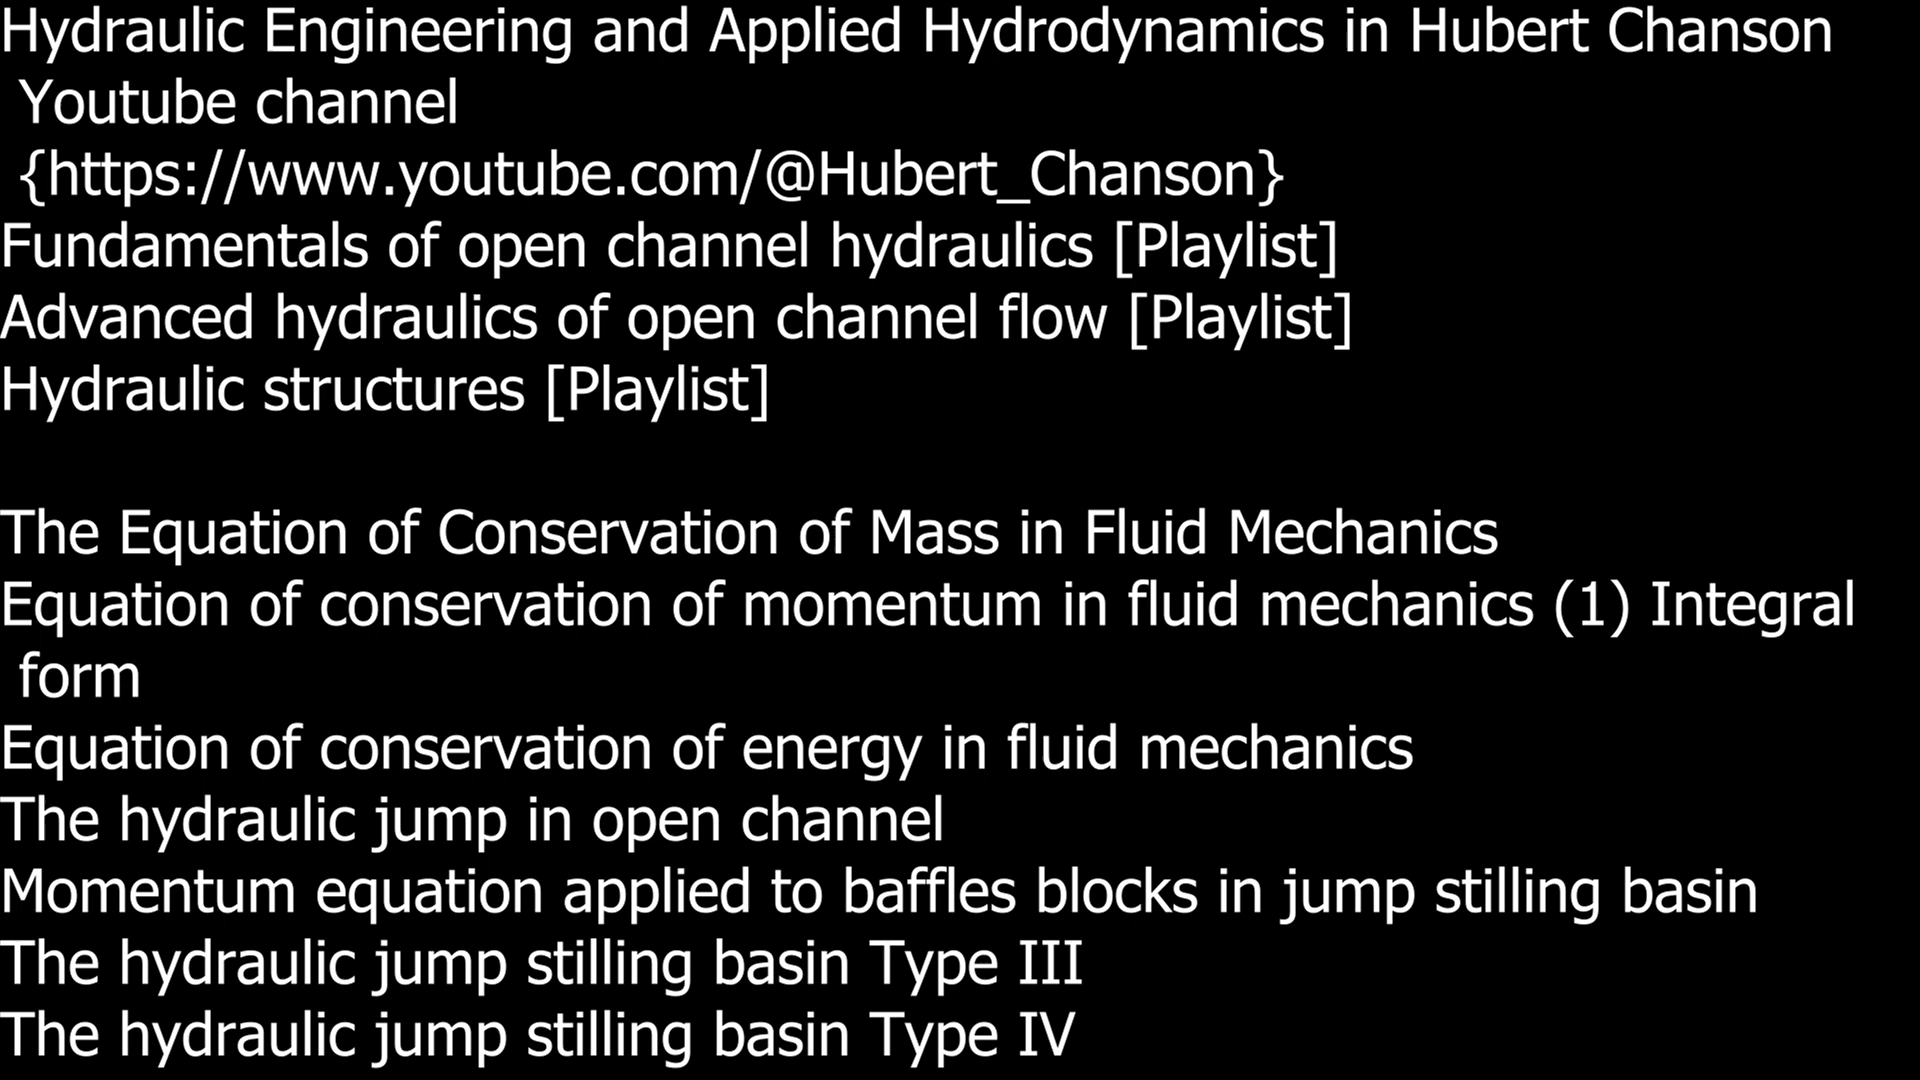 Hydraulic Engineering and Applied Hydrodynamics in Hubert Chanson
Youtube channel
{https://www.youtube.com/@Hubert_Chanson}
Fundamentals of open channel hydraulics [Playlist]
Advanced hydraulics of open channel flow [Playlist]
Hydraulic structures [Playlist]
The Equation of Conservation of Mass in Fluid Mechanics
Equation of conservation of momentum in fluid mechanics (1) Integral
form
Equation of conservation of energy in fluid mechanics
The hydraulic jump in open channel
Momentum equation applied to baffles blocks in jump stilling basin
The hydraulic jump stilling basin Type III
The hydraulic jump stilling basin Type IV